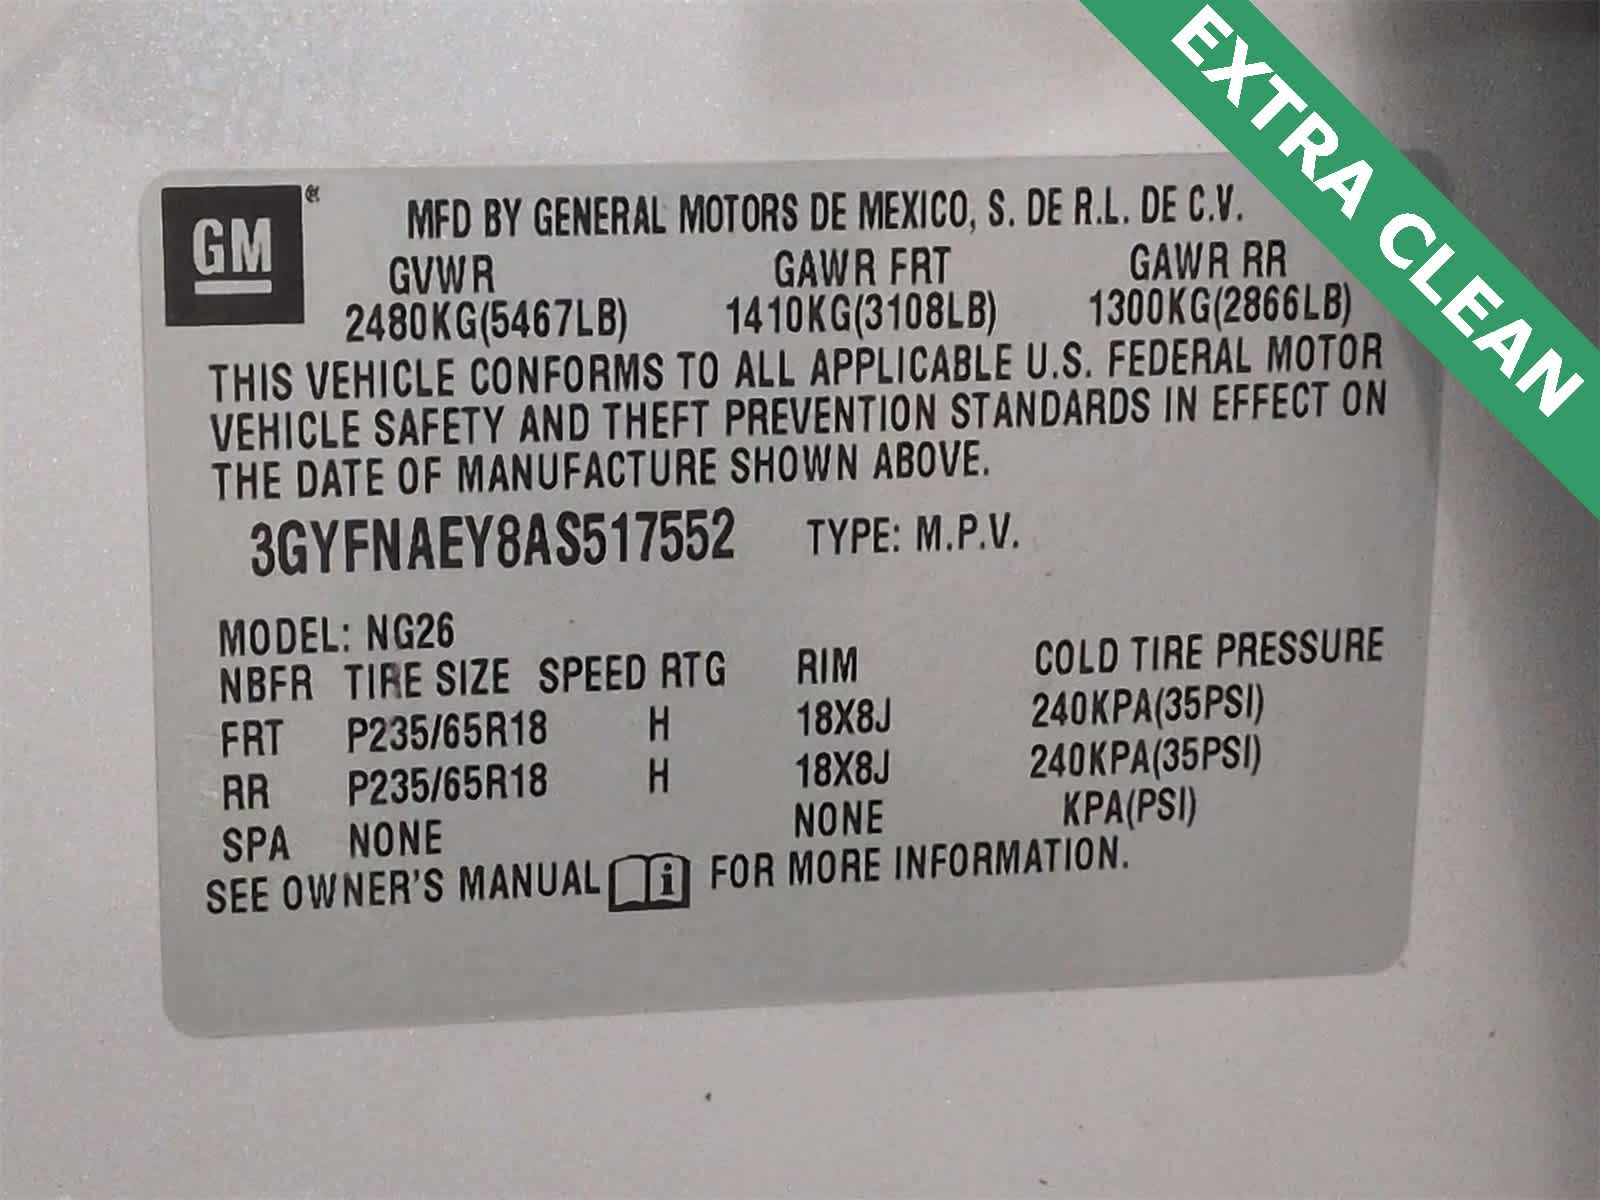 EXTRA CLEAN
GM
MFD BY GENERAL MOTORS DE MEXICO, S. DE R.L. DE C.V.
GVWR GAWR FRT GAWR RR
2480KG(5467LB) 1410KG(3108LB) 1300KG(2866LB)
THIS VEHICLE CONFORMS TO ALL APPLICABLE U.S. FEDERAL MOTOR
VEHICLE SAFETY AND THEFT PREVENTION STANDARDS IN EFFECT ON
THE DATE OF MANUFACTURE SHOWN ABOVE.
3GYFNAEY8AS517552 TYPE: M.P.V.
MODEL: NG26
NBFR TIRE SIZE SPEED RTG RIM COLD TIRE PRESSURE
FRT P235/65R18 H 18X8J 240KPA(35PSI)
RR P235/65R18 H 18X8J 240KPA(35PSI)
SPA NONE NONE KPA(PSI)
SEE OWNER'S MANUAL i FOR MORE INFORMATION.